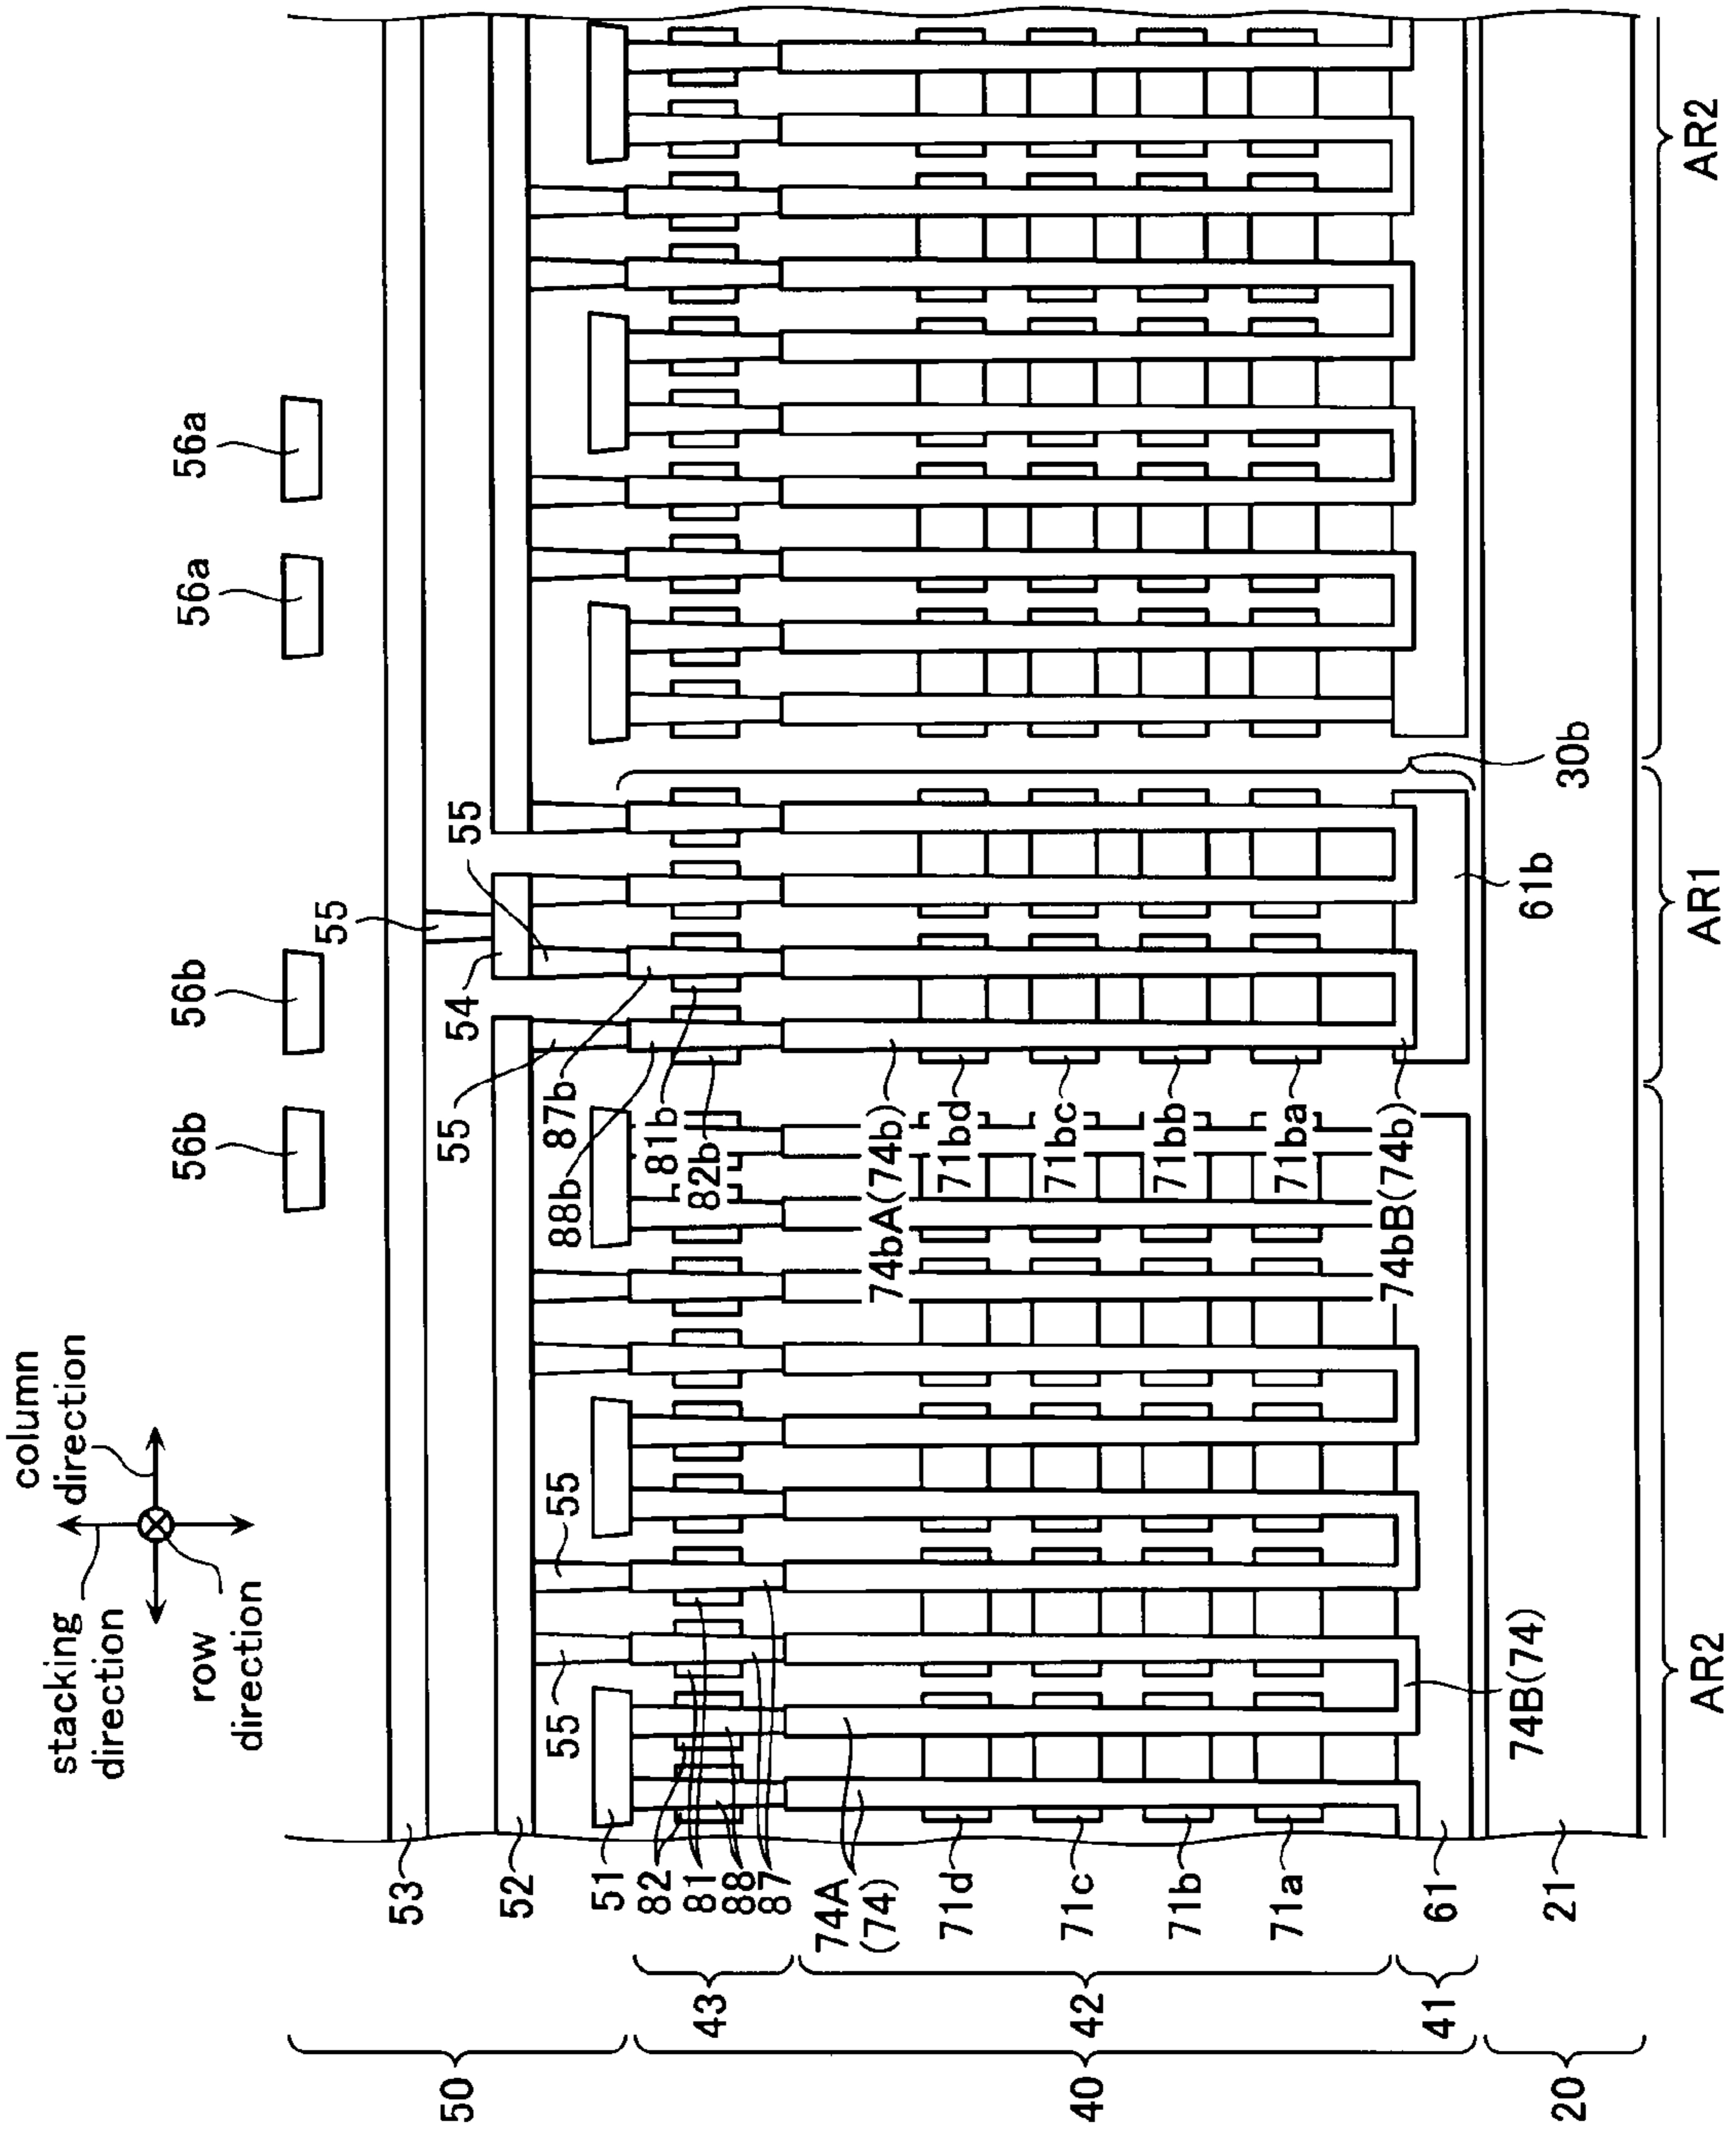 column
direction
stacking
direction
row
direction
56b
56b
56a
56a
53
52
51
55
55
55
54
55
55
87b
88b
81b
82b
82
81
88
87
74A
(74)
74bA(74b)
71d
71bd
71c
71bc
71b
71bb
71a
71ba
74bB(74b)
61
21
74B(74)
61b
30b
43
42
41
50
40
20
AR2
AR1
AR2